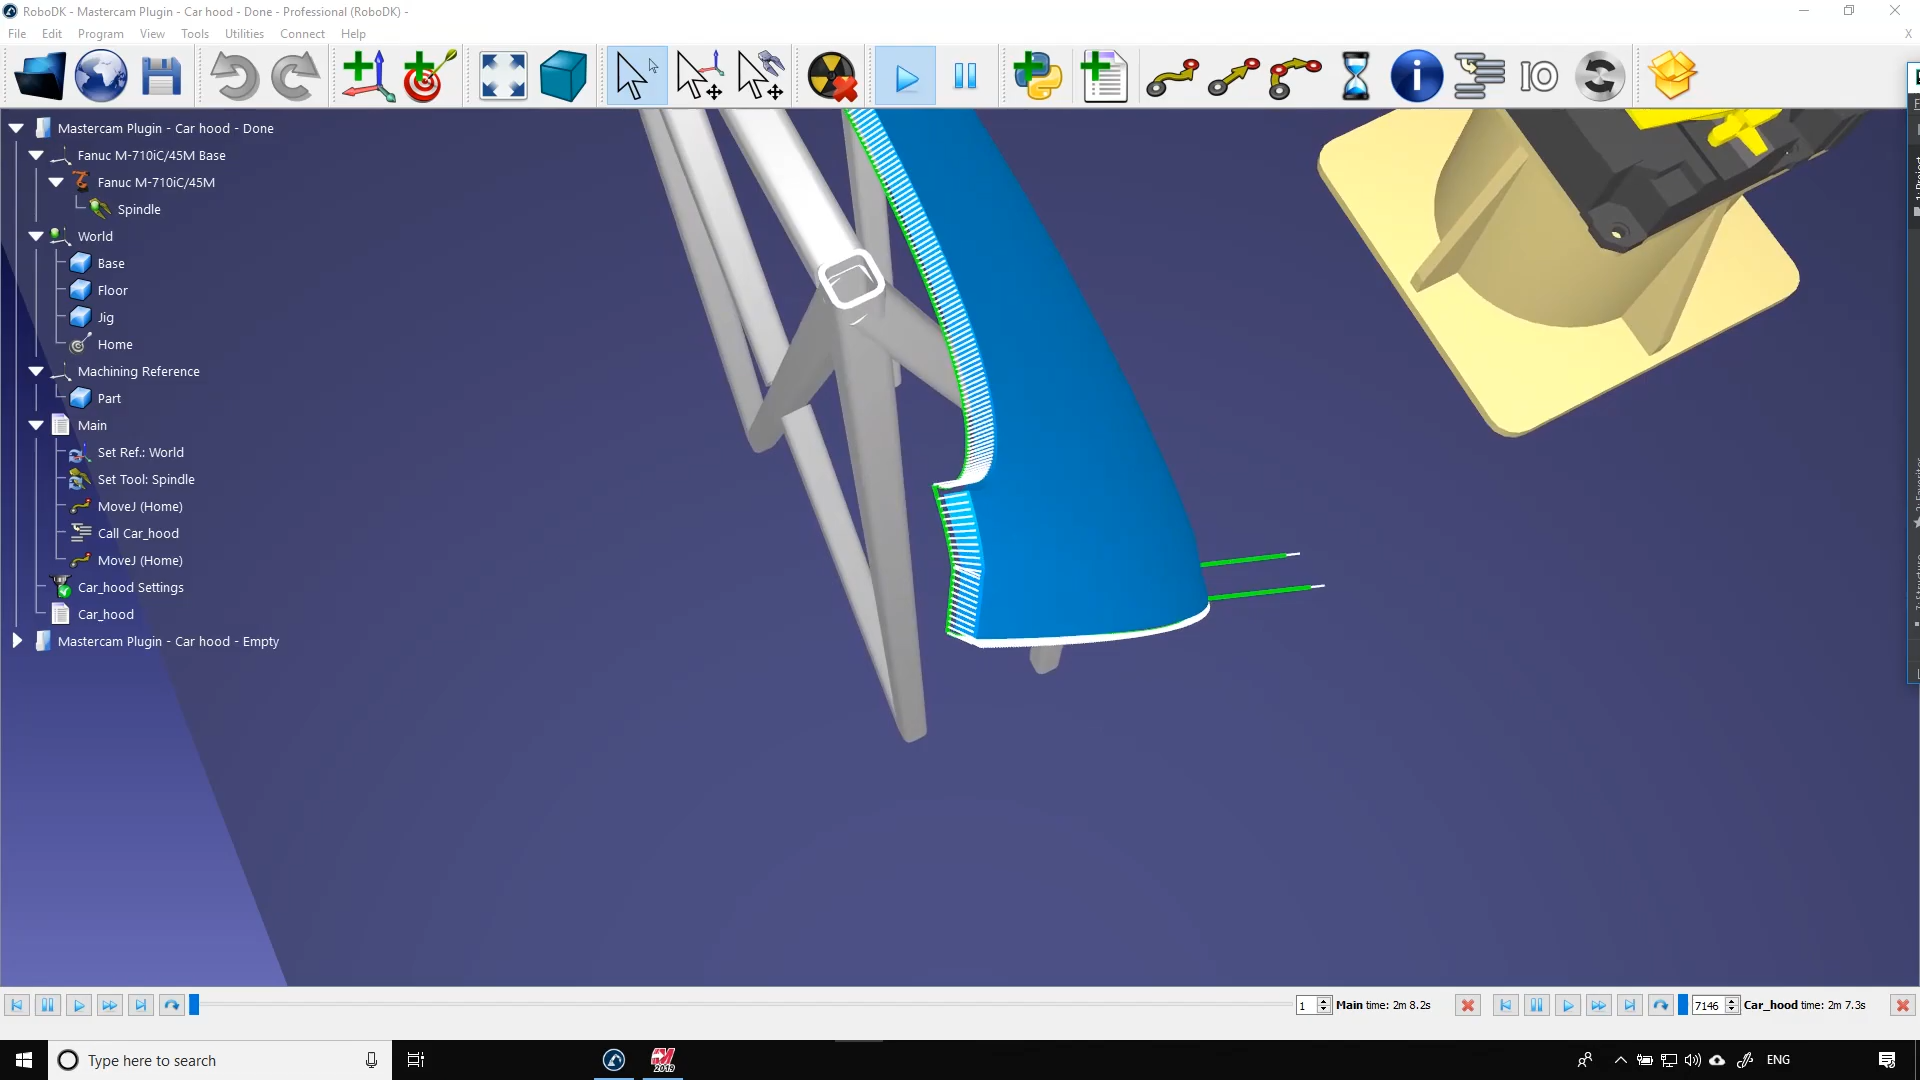 RoboDK - Mastercam Plugin - Car hood - Done - Professional (RoboDK) -
File Edit Program View Tools Utilities Connect Help X
IO
Mastercam Plugin - Car hood - Done
Fanuc M-710iC/45M Base
Fanuc M-710iC/45M
Spindle
World
Base
Floor
Jig
Home
Machining Reference
Part
Main
Set Ref.: World
Set Tool: Spindle
MoveJ (Home)
Call Car_hood
MoveJ (Home)
Car_hood Settings
Car_hood
Mastercam Plugin - Car hood - Empty
1 Main time: 2m 8.2s 7146 Car_hood time: 2m 7.3s
Type here to search 2019 ENG